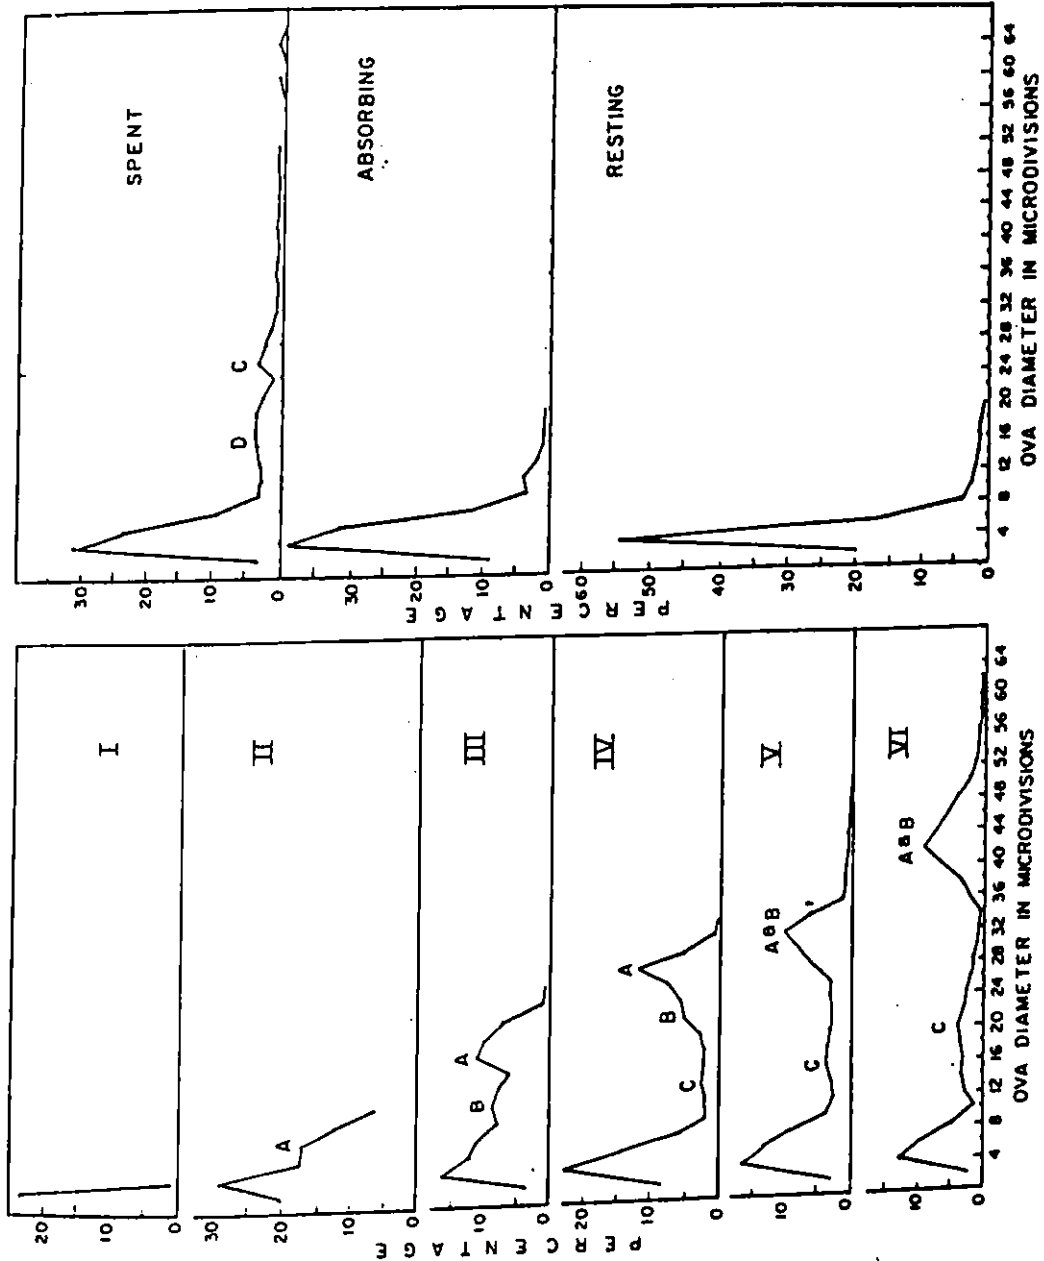 PERCENTAGE
20
10
0
I
30
20
10
0
A
II
10
0
B
A
III
20
10
0
C
B
A
IV
10
0
C
A&B
V
10
0
C
A&B
VI
4 8 12 16 20 24 28 32 36 40 44 48 52 56 60 64
OVA DIAMETER IN MICRODIVISIONS
PERCENTAGE
30
20
10
0
D
C
SPENT
30
20
10
0
ABSORBING
60
50
40
30
20
10
0
RESTING
4 8 12 16 20 24 28 32 36 40 44 48 52 56 60 64
OVA DIAMETER IN MICRODIVISIONS